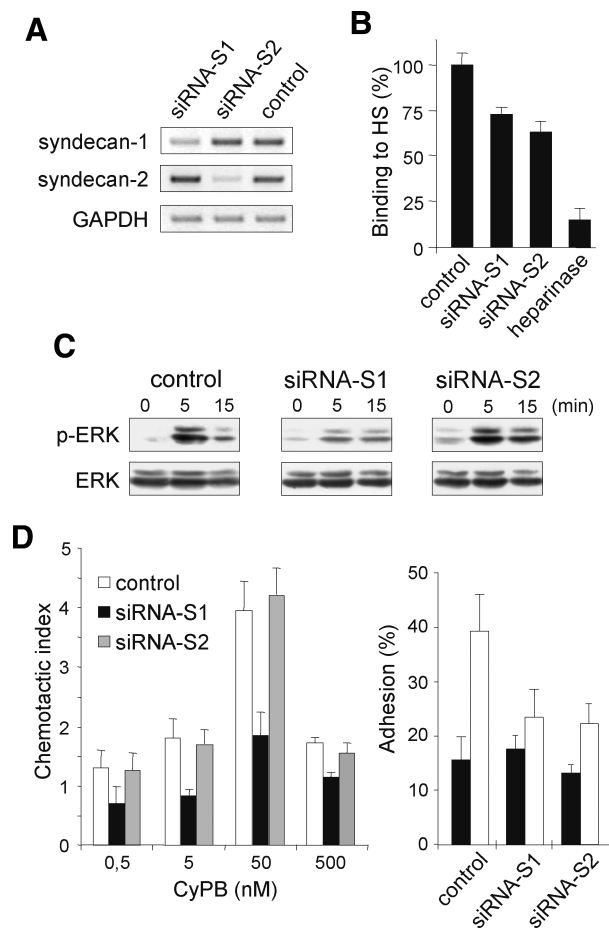 A
siRNA-S1
siRNA-S2
control
syndecan-1
syndecan-2
GAPDH
B
Binding to HS (%)
100
75
50
25
0
control
siRNA-S1
siRNA-S2
heparinase
C
control
siRNA-S1
siRNA-S2
0 5 15
0 5 15
0 5 15 (min)
p-ERK
ERK
D
Chemotactic index
5
4
3
2
1
0
control
siRNA-S1
siRNA-S2
0,5 5 50 500
CyPB (nM)
Adhesion (%)
50
40
30
20
10
0
control
siRNA-S1
siRNA-S2